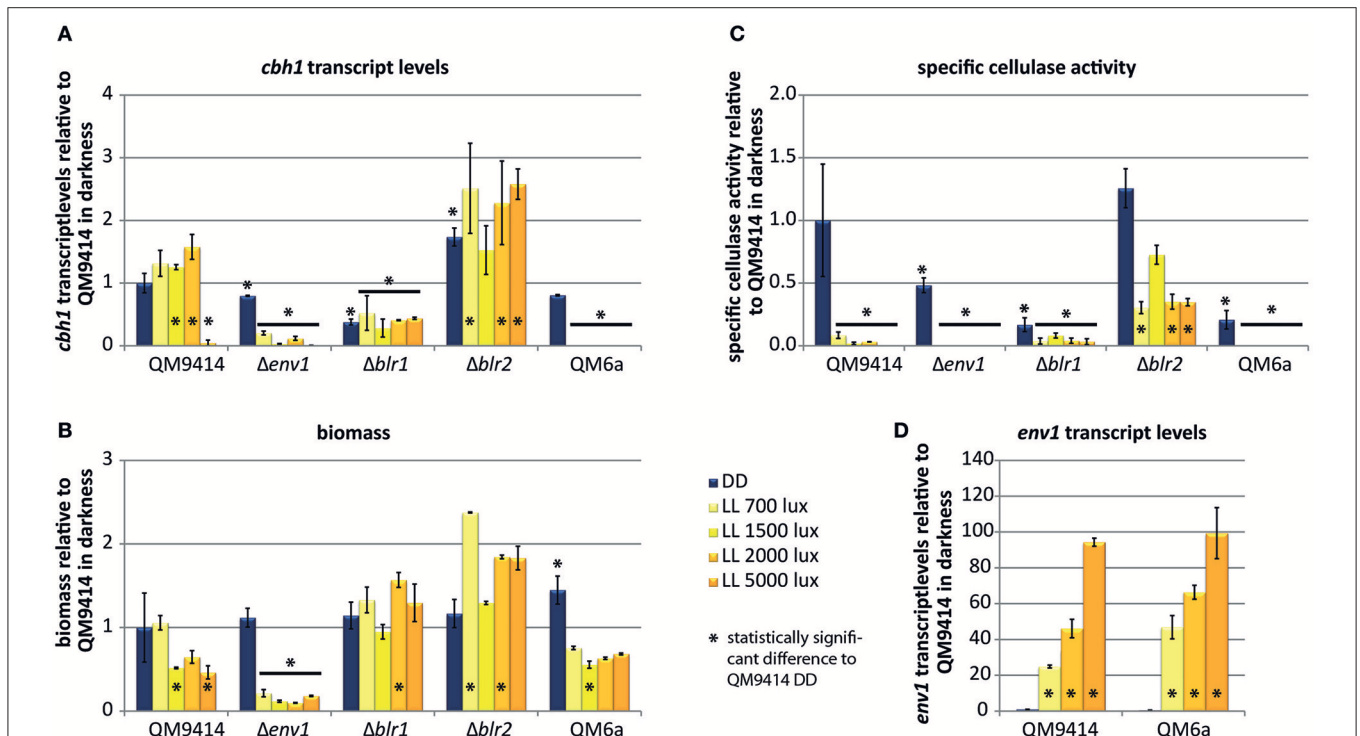 A
cbh1 transcript levels
cbh1 transcriptlevels relative to
QM9414 in darkness
4
3
2
1
0
*
*
*
*
*
*
*
*
*
*
*
*
*
QM9414
Δenv1
Δblr1
Δblr2
QM6a
C
specific cellulase activity
specific cellulase activity relative
to QM9414 in darkness
2.0
1.5
1.0
0.5
0.0
*
*
*
*
*
*
*
*
*
*
QM9414
Δenv1
Δblr1
Δblr2
QM6a
B
biomass
biomass relative to
QM9414 in darkness
3
2
1
0
*
*
*
*
*
*
*
*
QM9414
Δenv1
Δblr1
Δblr2
QM6a
DD
LL 700 lux
LL 1500 lux
LL 2000 lux
LL 5000 lux
* statistically signifi-
cant difference to
QM9414 DD
D
env1 transcript levels
env1 transcriptlevels relative to
QM9414 in darkness
140
120
100
80
60
40
20
0
*
*
*
*
*
*
QM9414
QM6a